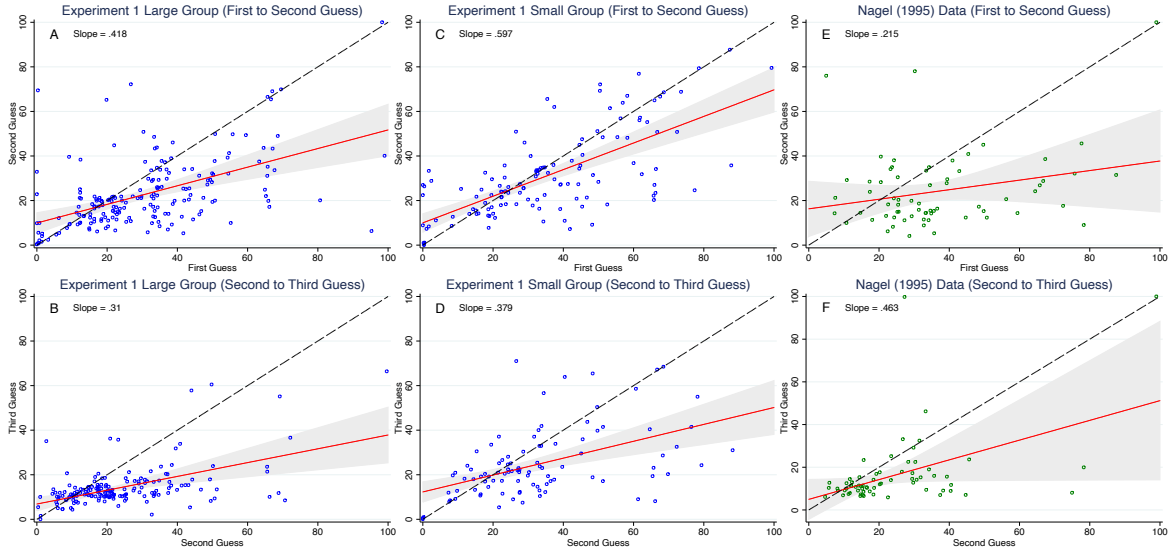 Experiment 1 Large Group (First to Second Guess)
A
Slope = .418
Second Guess
0 20 40 60 80 100
0 20 40 60 80 100
First Guess
Experiment 1 Small Group (First to Second Guess)
C
Slope = .597
Second Guess
0 20 40 60 80 100
0 20 40 60 80 100
First Guess
Nagel (1995) Data (First to Second Guess)
E
Slope = .215
Second Guess
0 20 40 60 80 100
0 20 40 60 80 100
First Guess
Experiment 1 Large Group (Second to Third Guess)
B
Slope = .31
Third Guess
0 20 40 60 80 100
0 20 40 60 80 100
Second Guess
Experiment 1 Small Group (Second to Third Guess)
D
Slope = .379
Third Guess
0 20 40 60 80 100
0 20 40 60 80 100
Second Guess
Nagel (1995) Data (Second to Third Guess)
F
Slope = .463
Third Guess
0 20 40 60 80 100
0 20 40 60 80 100
Second Guess